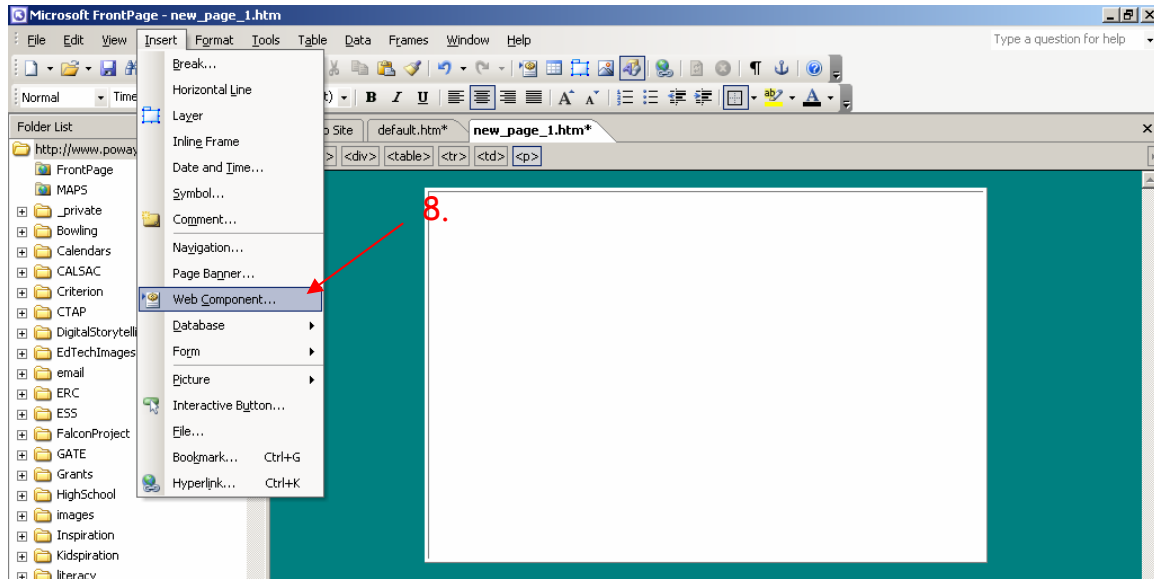 Microsoft FrontPage - new_page_1.htm
File Edit View Insert Format Tools Table Data Frames Window Help Type a question for help
Normal Time t) B I U A A A
Folder List
o Site default.htm* new_page_1.htm*
http://www.poway
> <div> <table> <tr> <td> <p>
Break...
Horizontal Line
Layer
Inline Frame
Date and Time...
Symbol...
Comment...
Navigation...
Page Banner...
Web Component...
Database
Form
Picture
Interactive Button...
File...
Bookmark... Ctrl+G
Hyperlink... Ctrl+K
8.
FrontPage
MAPS
_private
Bowling
Calendars
CALSAC
Criterion
CTAP
DigitalStorytelli
EdTechImages
email
ERC
ESS
FalconProject
GATE
Grants
HighSchool
images
Inspiration
Kidspiration
literacy